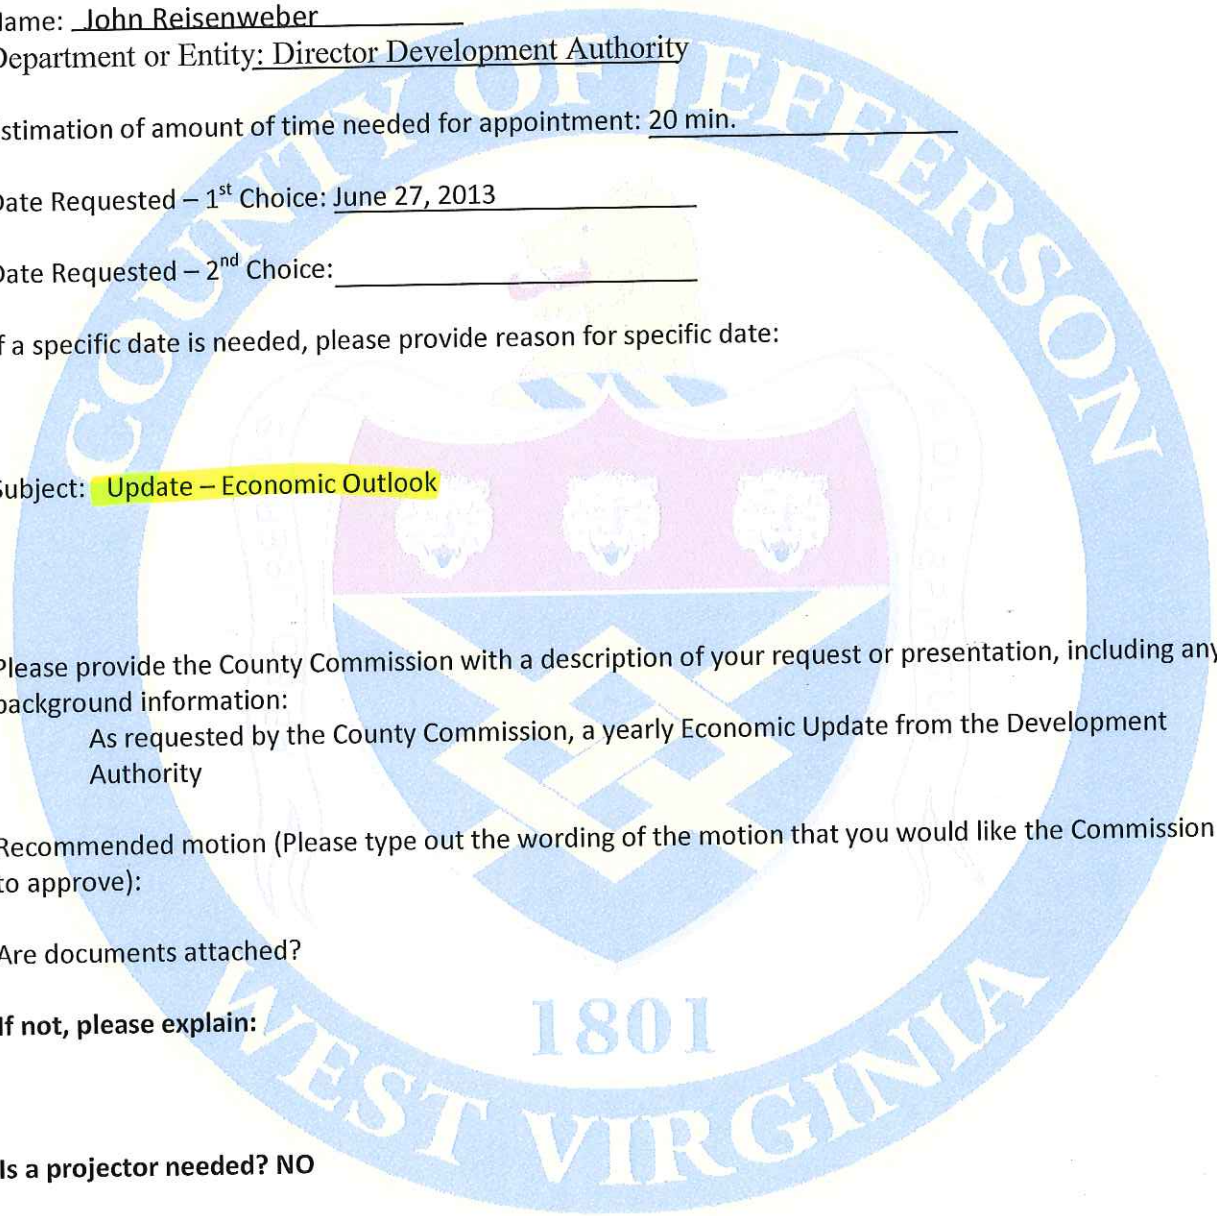 Name: John Reisenweber
Department or Entity: Director Development Authority
Estimation of amount of time needed for appointment: 20 min.
Date Requested – 1st Choice: June 27, 2013
Date Requested – 2nd Choice:
If a specific date is needed, please provide reason for specific date:
Subject: Update – Economic Outlook
Please provide the County Commission with a description of your request or presentation, including any
background information:
As requested by the County Commission, a yearly Economic Update from the Development
Authority
Recommended motion (Please type out the wording of the motion that you would like the Commission
to approve):
Are documents attached?
If not, please explain:
Is a projector needed? NO
COUNTY OF JEFFERSON
1801
WEST VIRGINIA